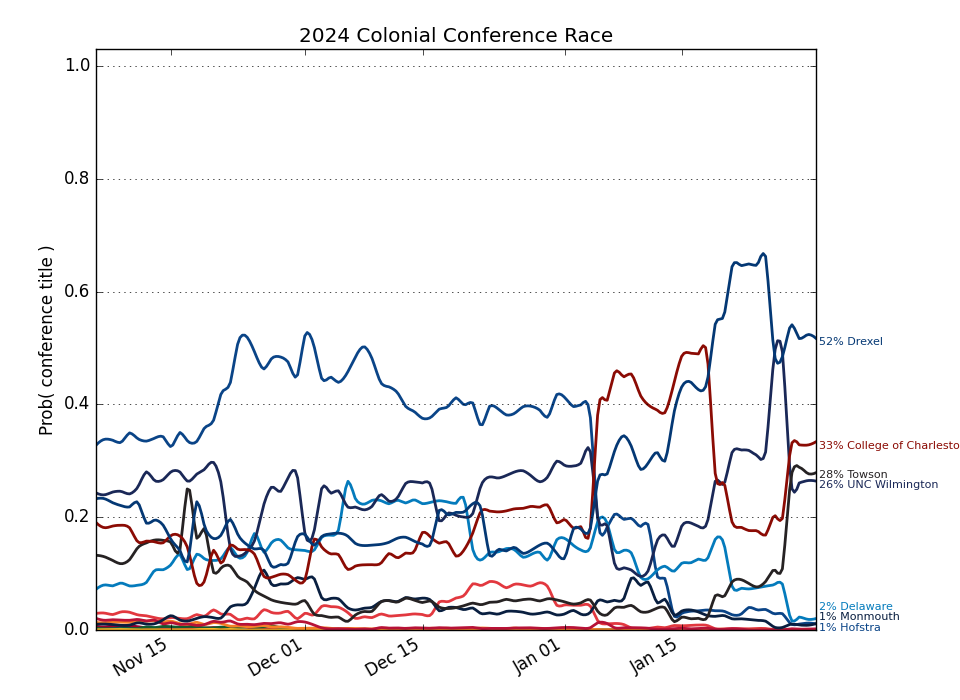 2024 Colonial Conference Race
Prob( conference title )
1.0
0.8
0.6
0.4
0.2
0.0
Nov 15
Dec 01
Dec 15
Jan 01
Jan 15
52% Drexel
33% College of Charlesto
28% Towson
26% UNC Wilmington
2% Delaware
1% Monmouth
1% Hofstra